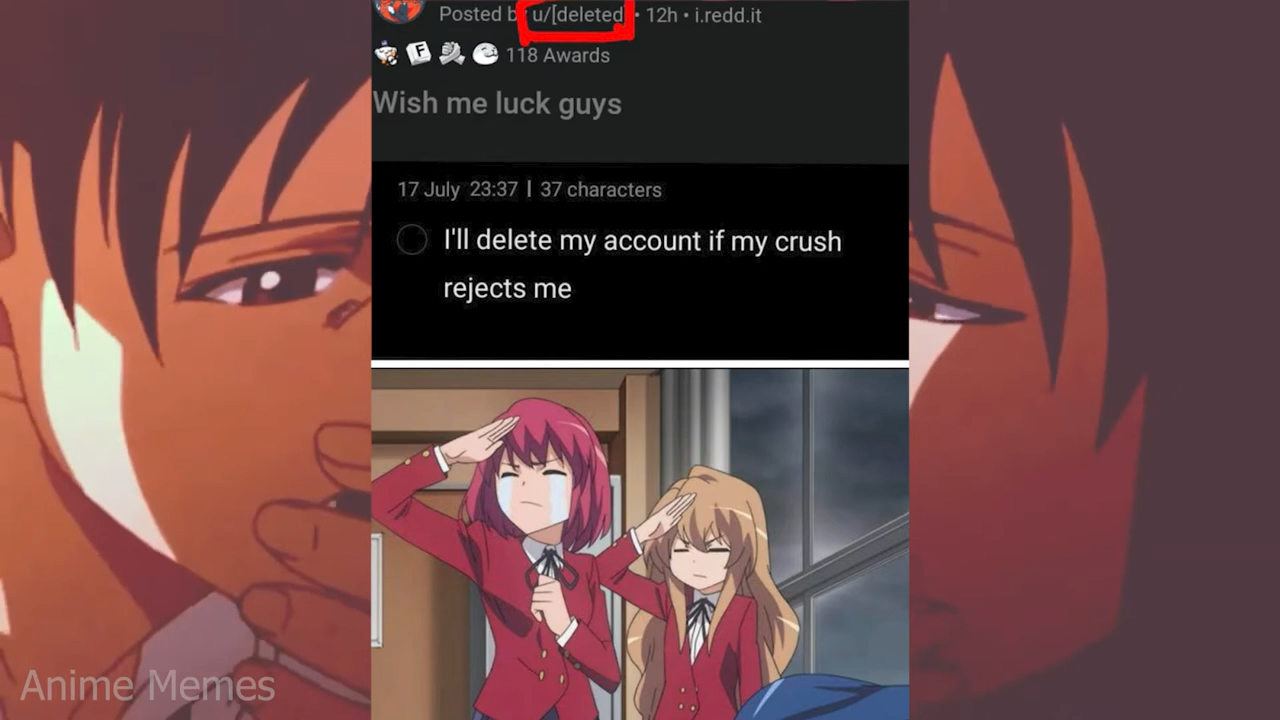 Posted by u/[deleted] • 12h • i.redd.it
F
118 Awards
Wish me luck guys
17 July 23:37 | 37 characters
I'll delete my account if my crush
rejects me
Anime Memes